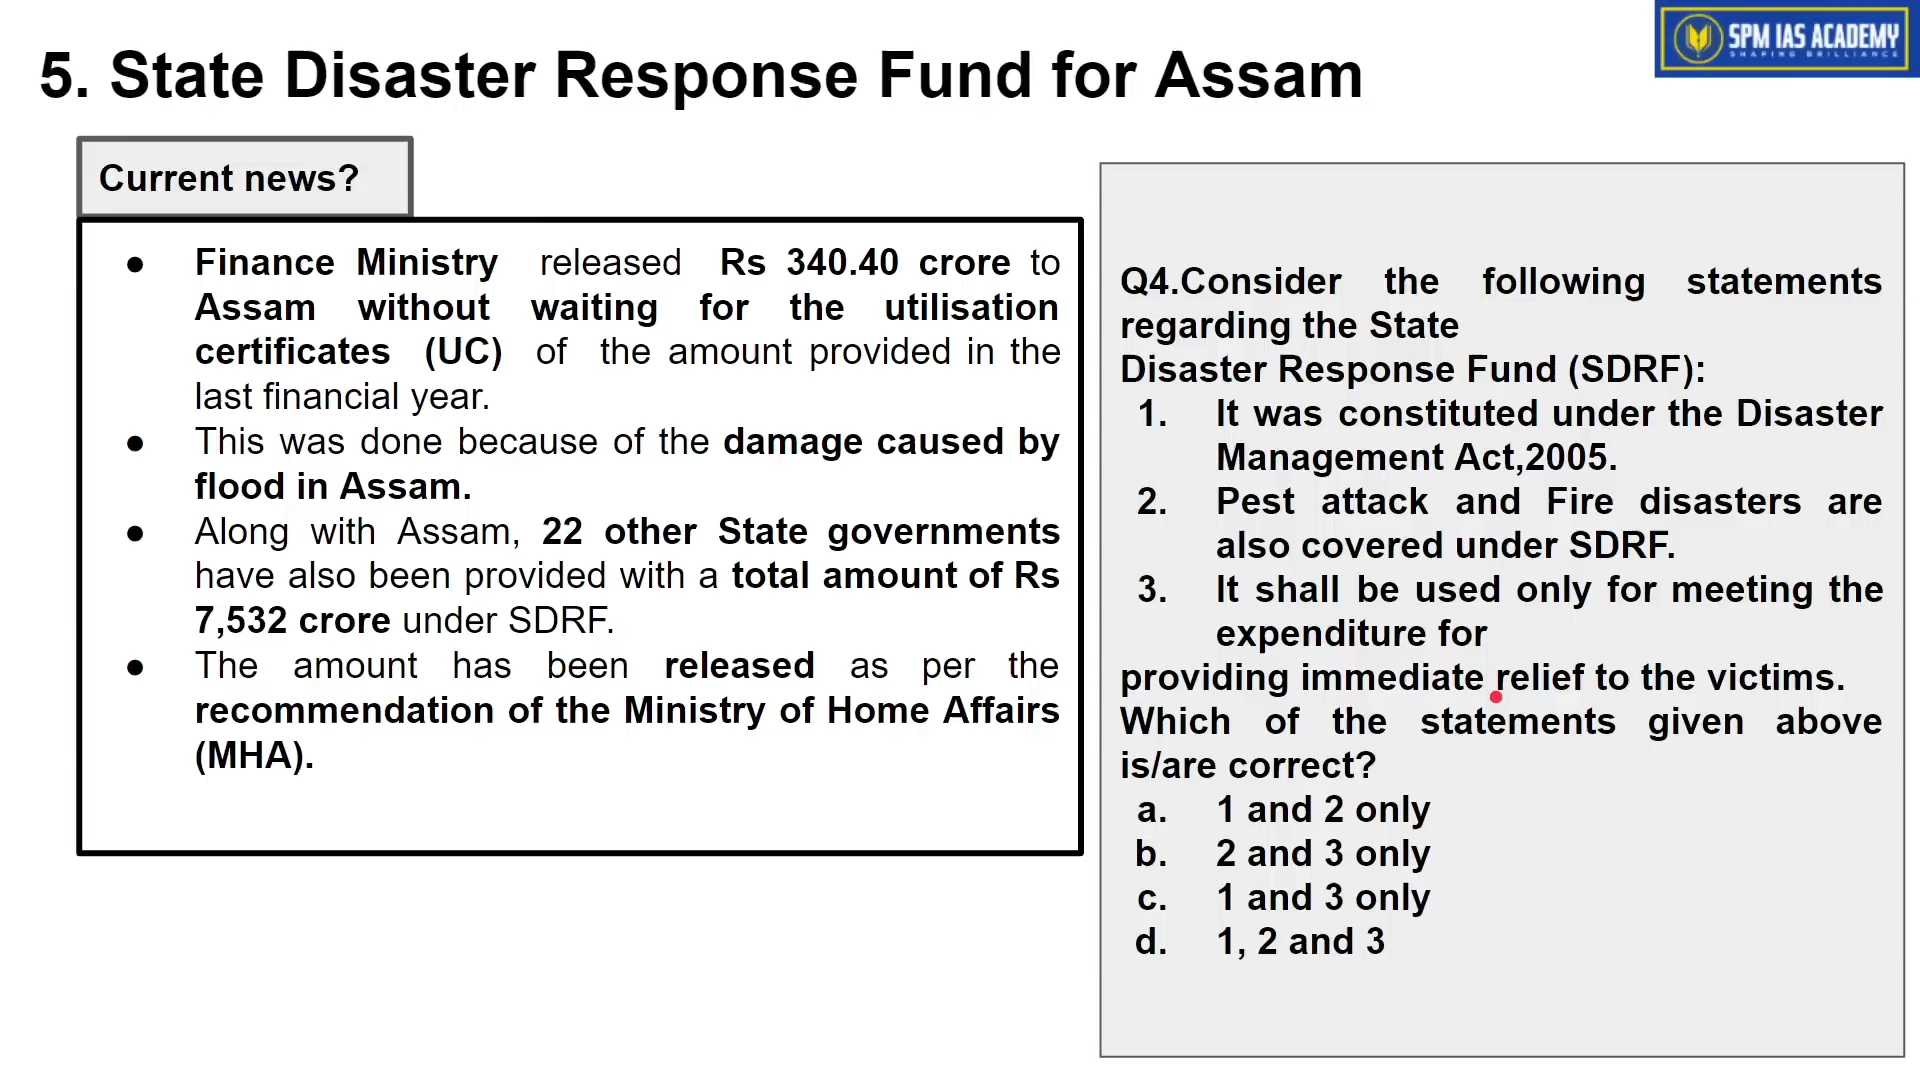 5. State Disaster Response Fund for Assam
SPM IAS ACADEMY
SHAPING BRILLIANCE
Current news?
● Finance Ministry released Rs 340.40 crore to
Assam without waiting for the utilisation
certificates (UC) of the amount provided in the
last financial year.
● This was done because of the damage caused by
flood in Assam.
● Along with Assam, 22 other State governments
have also been provided with a total amount of Rs
7,532 crore under SDRF.
● The amount has been released as per the
recommendation of the Ministry of Home Affairs
(MHA).
Q4.Consider the following statements
regarding the State
Disaster Response Fund (SDRF):
1. It was constituted under the Disaster
Management Act,2005.
2. Pest attack and Fire disasters are
also covered under SDRF.
3. It shall be used only for meeting the
expenditure for
providing immediate relief to the victims.
Which of the statements given above
is/are correct?
a. 1 and 2 only
b. 2 and 3 only
c. 1 and 3 only
d. 1, 2 and 3